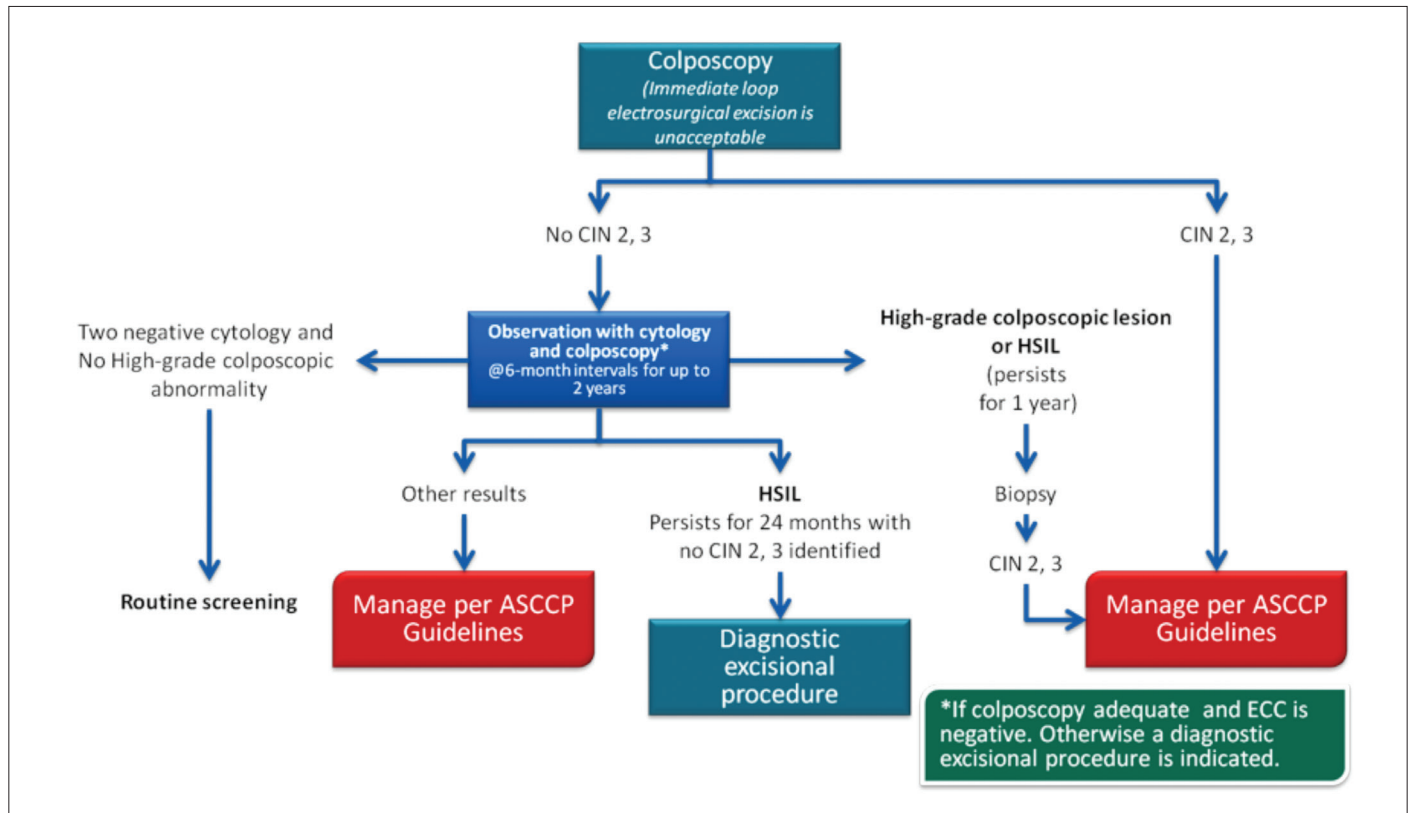 Colposcopy
(Immediate loop
electrosurgical excision is
unacceptable
No CIN 2, 3
CIN 2, 3
Two negative cytology and
No High-grade colposcopic
abnormality
Observation with cytology
and colposcopy*
@6-month intervals for up to
2 years
High-grade colposcopic lesion
or HSIL
(persists
for 1 year)
Other results
HSIL
Persists for 24 months with
no CIN 2, 3 identified
Biopsy
CIN 2, 3
Routine screening
Manage per ASCCP
Guidelines
Diagnostic
excisional
procedure
Manage per ASCCP
Guidelines
*If colposcopy adequate and ECC is
negative. Otherwise a diagnostic
excisional procedure is indicated.